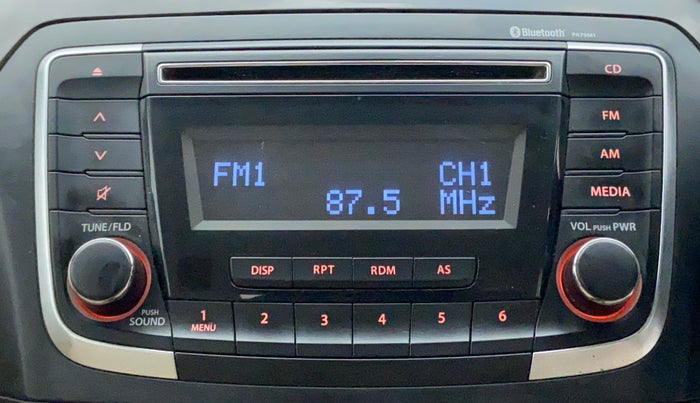 Bluetooth PA79M1
CD
FM
AM
MEDIA
FM1 CH1
87.5 MHz
TUNE/FLD
VOL PUSH PWR
DISP RPT RDM AS
PUSH
SOUND
1 2 3 4 5 6
MENU